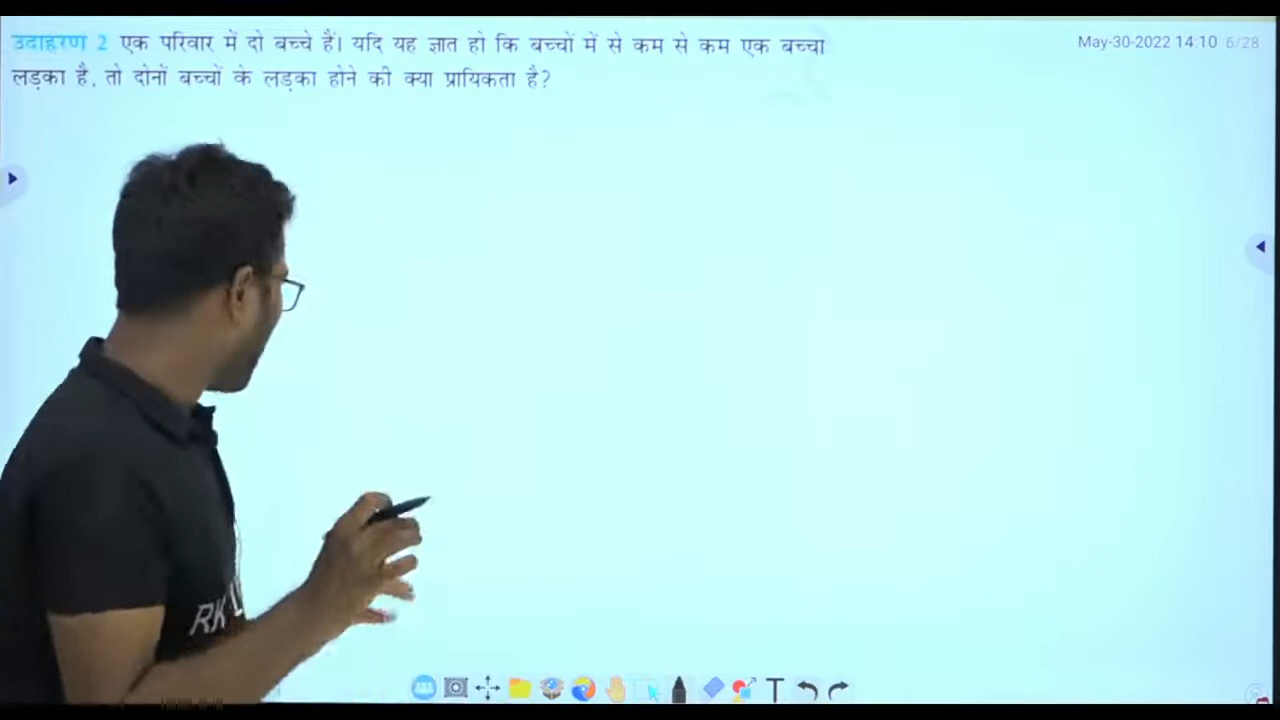 उदाहरण 2 एक परिवार में दो बच्चे हैं। यदि यह ज्ञात हो कि बच्चों में से कम से कम एक बच्चा
लड़का है, तो दोनों बच्चों के लड़का होने की क्या प्रायिकता है?
May-30-2022 14:10 6/28
RK
T